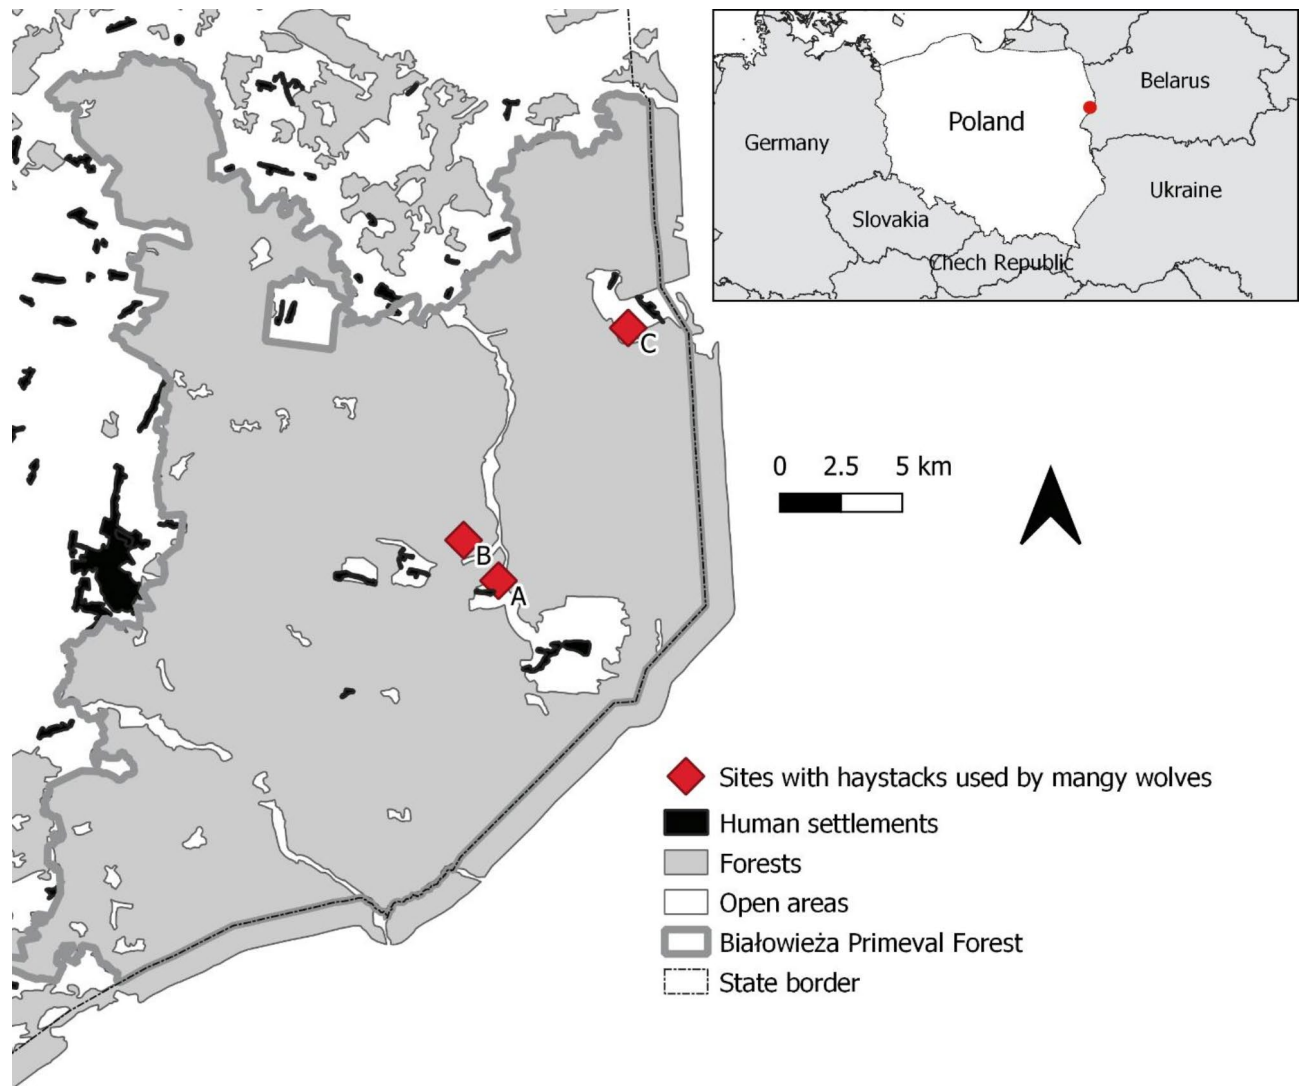 Belarus
Poland
Germany
Ukraine
Slovakia
Chech Republic
C
0 2.5 5 km
B
A
Sites with haystacks used by mangy wolves
Human settlements
Forests
Open areas
Białowieża Primeval Forest
State border